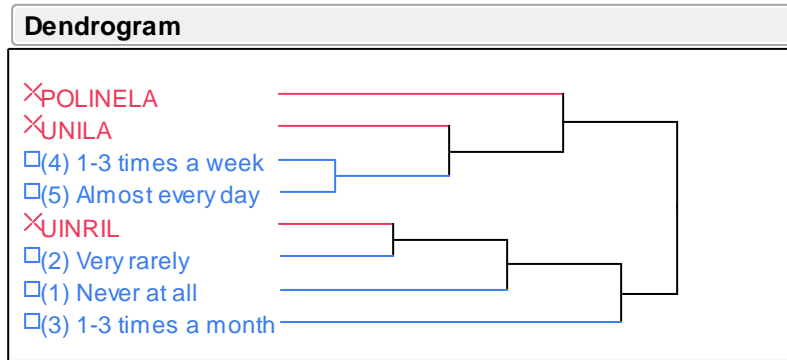 Dendrogram
POLINELA
UNILA
(4) 1-3 times a week
(5) Almost every day
UINRIL
(2) Very rarely
(1) Never at all
(3) 1-3 times a month